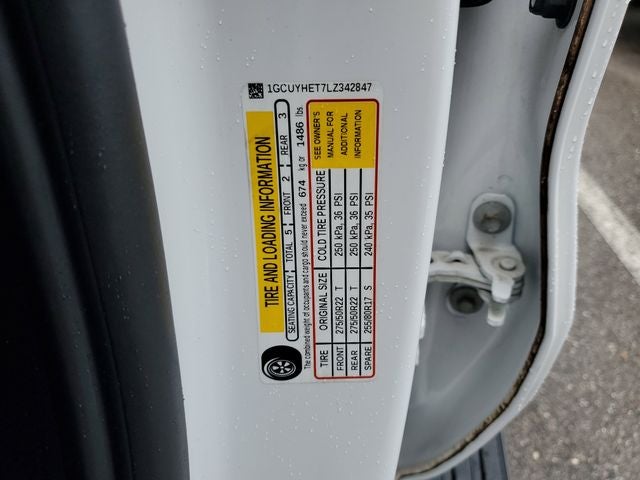 1GCUYHET7LZ342847
TIRE AND LOADING INFORMATION
SEATING CAPACITY TOTAL 5 FRONT 2 REAR 3
The combined weight of occupants and cargo should never exceed 674 kg or 1486 lbs
TIRE ORIGINAL SIZE COLD TIRE PRESSURE SEE OWNER'S
FRONT 275/50R22 T 250 kPa, 36 PSI MANUAL FOR
REAR 275/50R22 T 250 kPa, 36 PSI ADDITIONAL
SPARE 255/80R17 S 240 kPa, 35 PSI INFORMATION